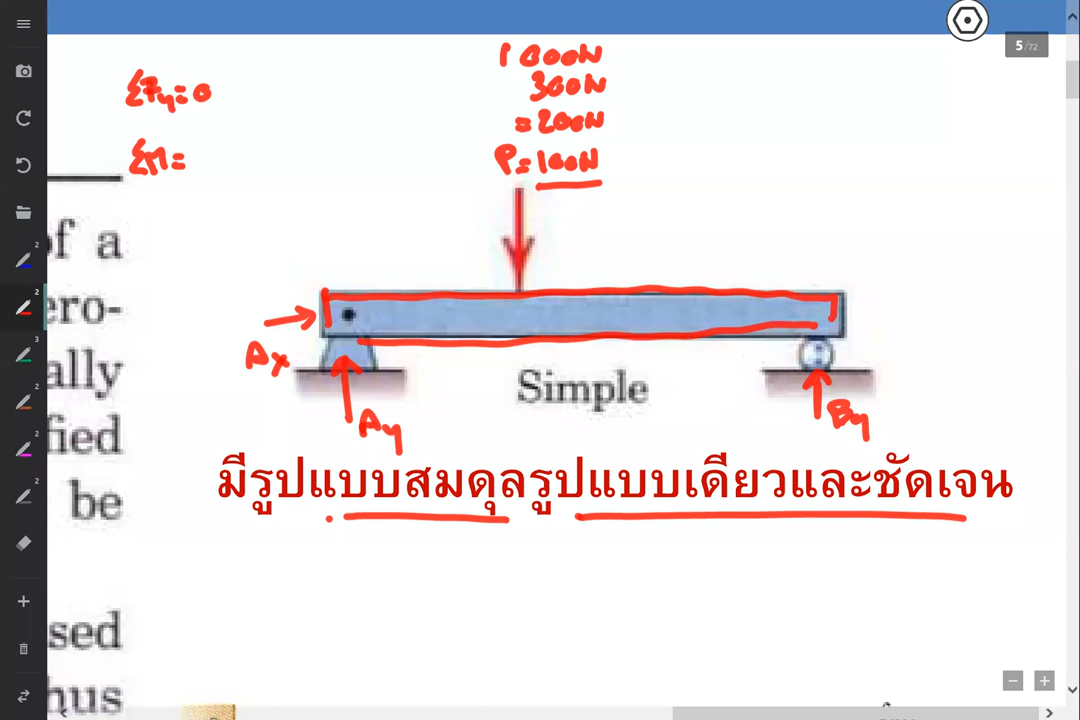 5 / 72
1000N
300N
ΣFy=0
=200N
ΣM=
P=100N
of a
ero-
ally
Ax
Simple
fied
Ay
By
มีรูปแบบสมดุลรูปแบบเดียวและชัดเจน
be
sed
hus